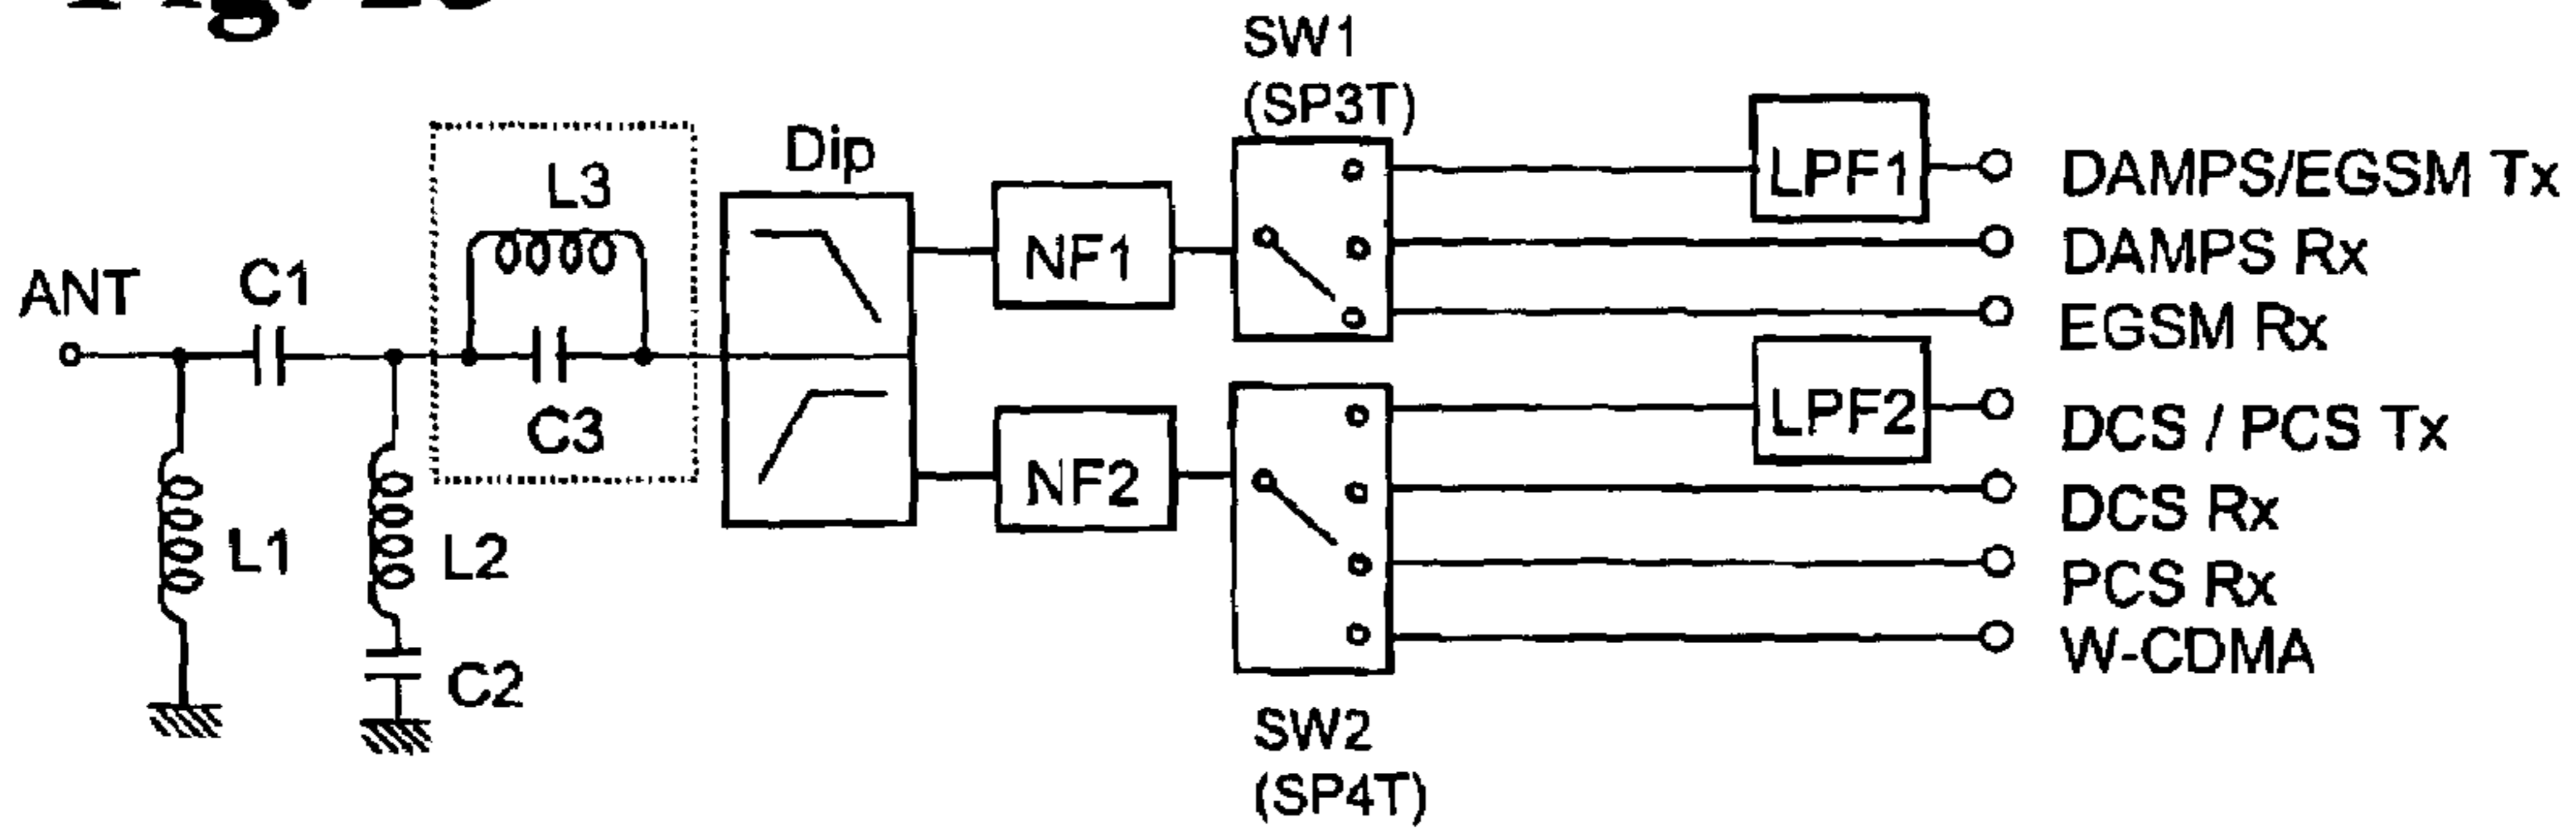 SW1
(SP3T)
Dip
L3
LPF1
DAMPS/EGSM Tx
ANT
C1
NF1
DAMPS Rx
EGSM Rx
C3
LPF2
DCS / PCS Tx
NF2
DCS Rx
L1
L2
PCS Rx
W-CDMA
C2
SW2
(SP4T)